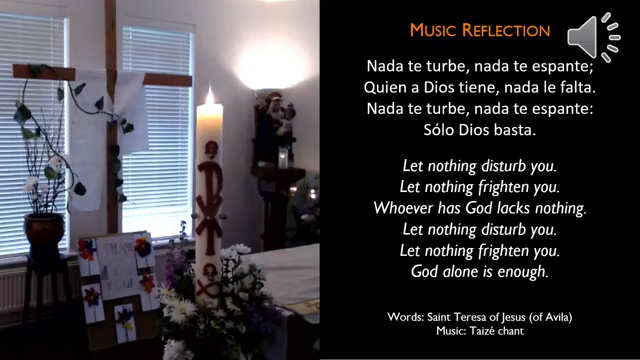 MUSIC REFLECTION
Nada te turbe, nada te espante;
Quien a Dios tiene, nada le falta.
Nada te turbe, nada te espante:
Sólo Dios basta.
Let nothing disturb you.
Let nothing frighten you.
Whoever has God lacks nothing.
Let nothing disturb you.
Let nothing frighten you.
God alone is enough.
Words: Saint Teresa of Jesus (of Avila)
Music: Taizé chant